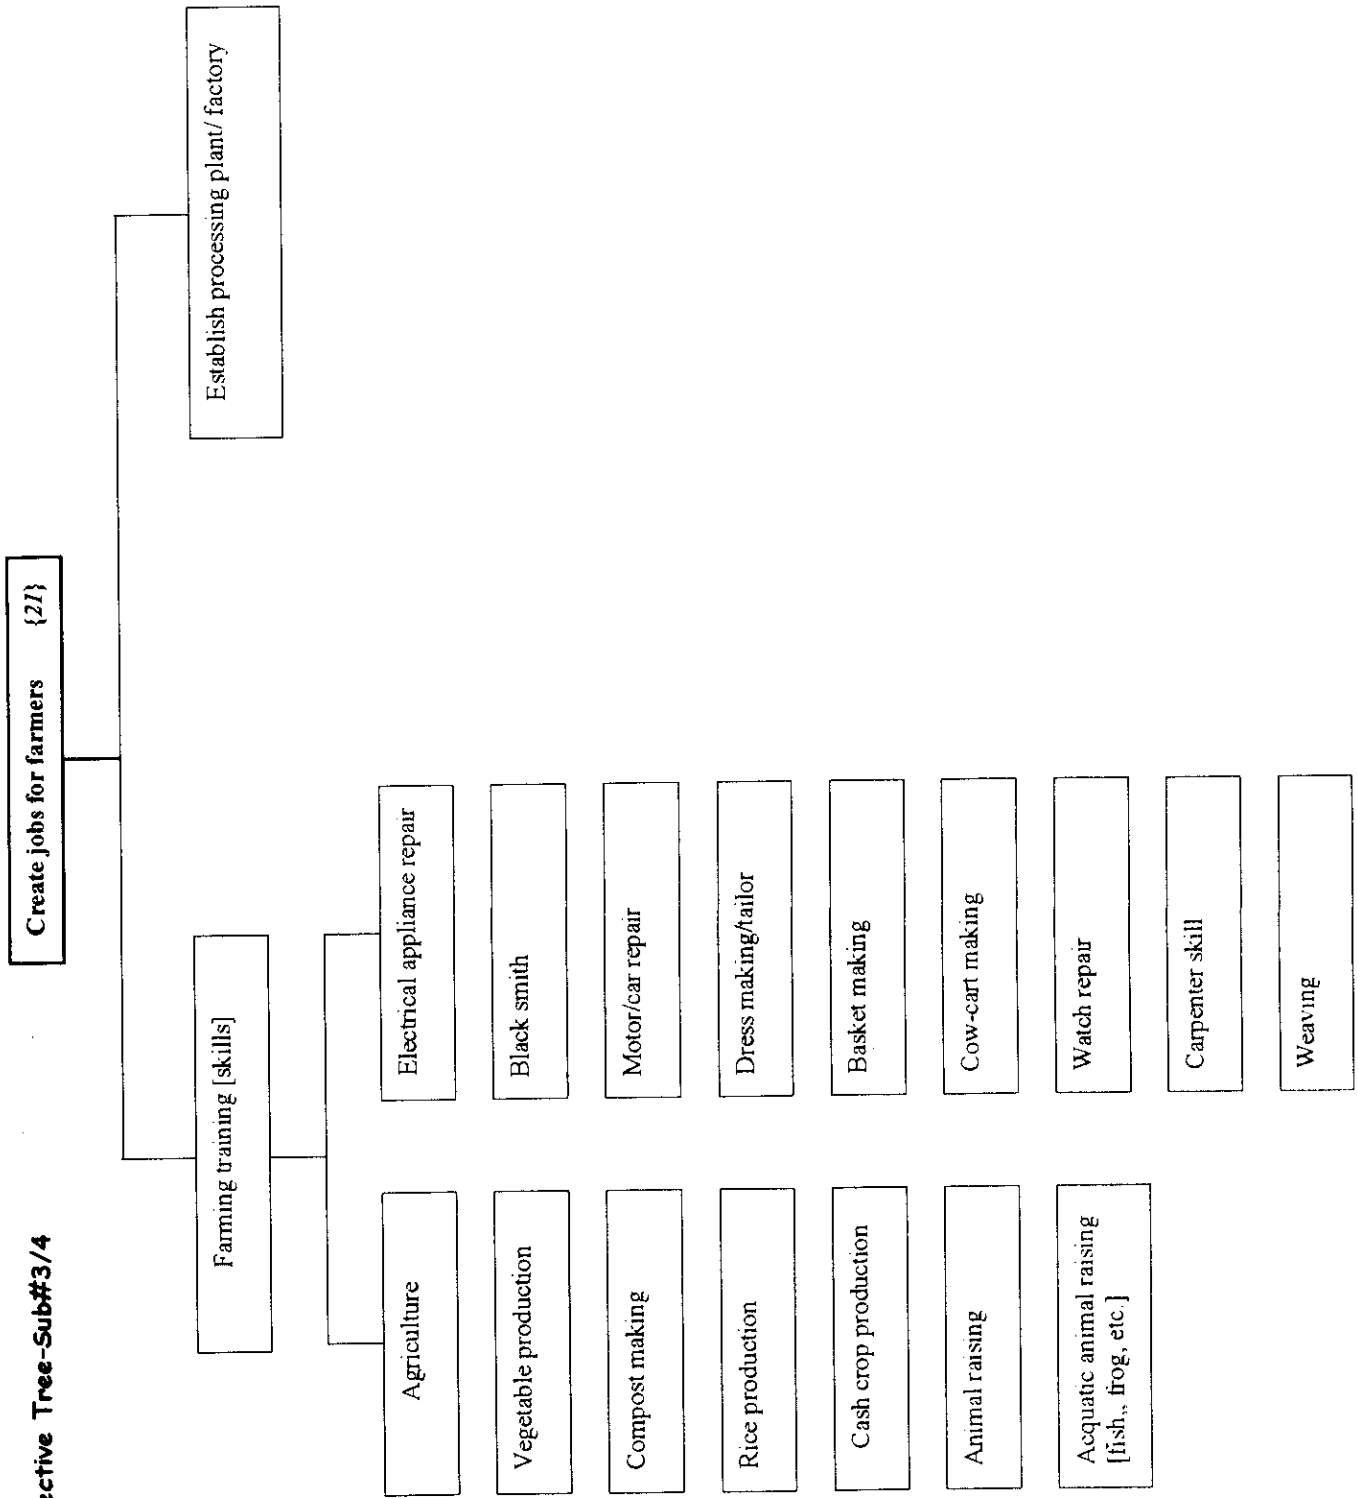 ective Tree-Sub#3/4
Create jobs for farmers {21}
Farming training [skills]
Establish processing plant/ factory
Agriculture
Vegetable production
Compost making
Rice production
Cash crop production
Animal raising
Acquatic animal raising
[fish,, frog, etc.]
Electrical appliance repair
Black smith
Motor/car repair
Dress making/tailor
Basket making
Cow-cart making
Watch repair
Carpenter skill
Weaving